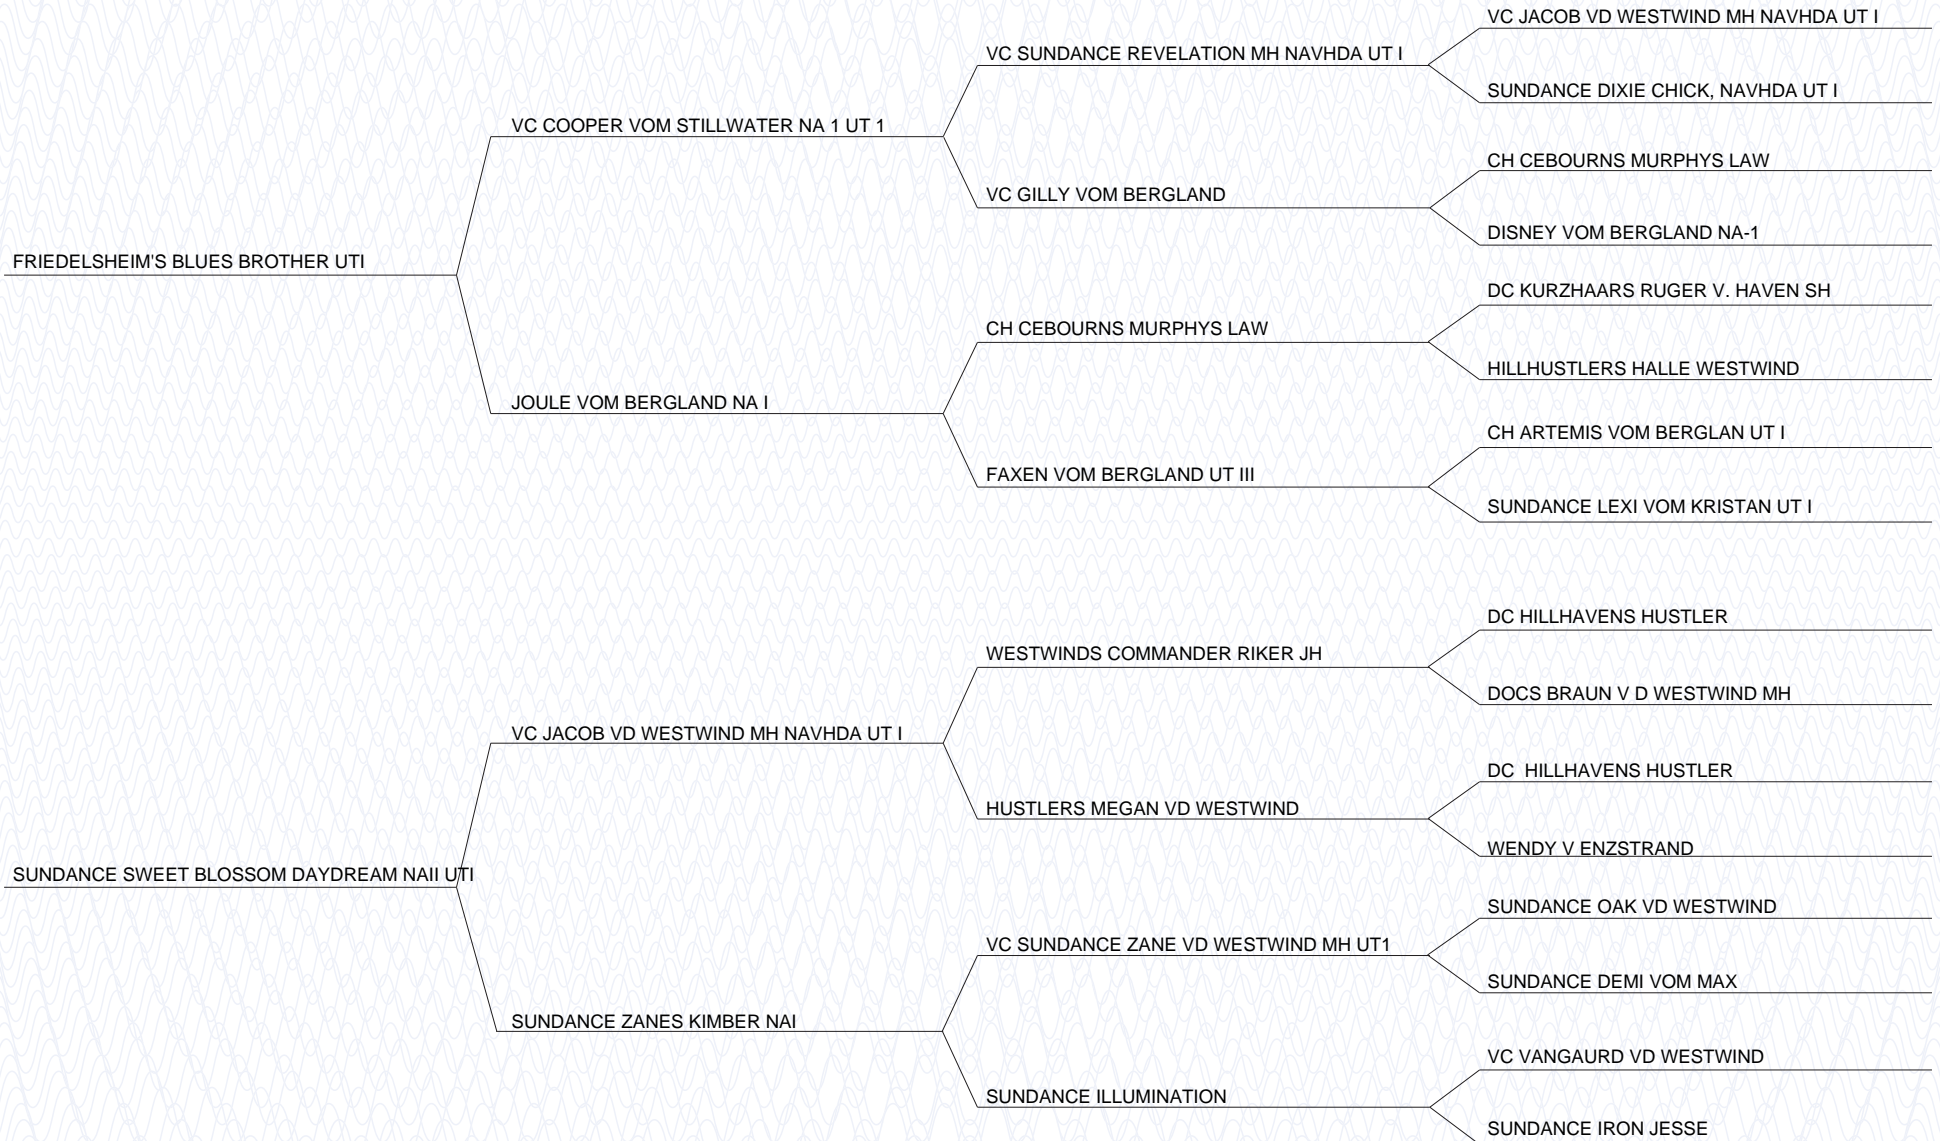 VC JACOB VD WESTWIND MH NAVHDA UT I
VC SUNDANCE REVELATION MH NAVHDA UT I
SUNDANCE DIXIE CHICK, NAVHDA UT I
VC COOPER VOM STILLWATER NA 1 UT 1
CH CEBOURNS MURPHYS LAW
VC GILLY VOM BERGLAND
DISNEY VOM BERGLAND NA-1
FRIEDELSHEIM'S BLUES BROTHER UTI
DC KURZHAARS RUGER V. HAVEN SH
CH CEBOURNS MURPHYS LAW
HILLHUSTLERS HALLE WESTWIND
JOULE VOM BERGLAND NA I
CH ARTEMIS VOM BERGLAN UT I
FAXEN VOM BERGLAND UT III
SUNDANCE LEXI VOM KRISTAN UT I
DC HILLHAVENS HUSTLER
WESTWINDS COMMANDER RIKER JH
DOCS BRAUN V D WESTWIND MH
VC JACOB VD WESTWIND MH NAVHDA UT I
DC  HILLHAVENS HUSTLER
HUSTLERS MEGAN VD WESTWIND
WENDY V ENZSTRAND
SUNDANCE SWEET BLOSSOM DAYDREAM NAII UTI
SUNDANCE OAK VD WESTWIND
VC SUNDANCE ZANE VD WESTWIND MH UT1
SUNDANCE DEMI VOM MAX
SUNDANCE ZANES KIMBER NAI
VC VANGAURD VD WESTWIND
SUNDANCE ILLUMINATION
SUNDANCE IRON JESSE